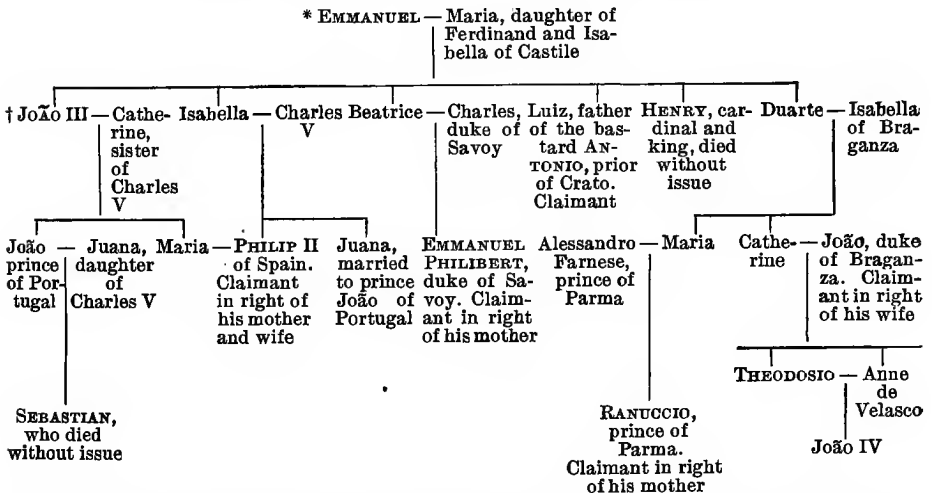 * EMMANUEL — Maria, daughter of
Ferdinand and Isa-
bella of Castile
† JOÃO III — Cathe-
rine,
sister
of
Charles
V
Isabella — Charles
V
Beatrice — Charles,
duke of
Savoy
Luiz, father
of the bas-
tard AN-
TONIO, prior
of Crato.
Claimant
HENRY, car-
dinal and
king, died
without
issue
Duarte — Isabella
of Bra-
ganza
João — Juana,
prince daughter
of Por- of
tugal Charles V
Maria — PHILIP II
of Spain.
Claimant
in right of
his mother
and wife
Juana,
married
to prince
João of
Portugal
EMMANUEL
PHILIBERT,
duke of Sa-
voy. Claim-
ant in right
of his mother
Alessandro — Maria
Farnese,
prince of
Parma
Cathe- — João, duke
rine of Bragan-
za. Claim-
ant in right
of his wife
THEODOSIO — Anne
de
Velasco
SEBASTIAN,
who died
without issue
RANUCCIO,
prince of
Parma.
Claimant in right
of his mother
João IV